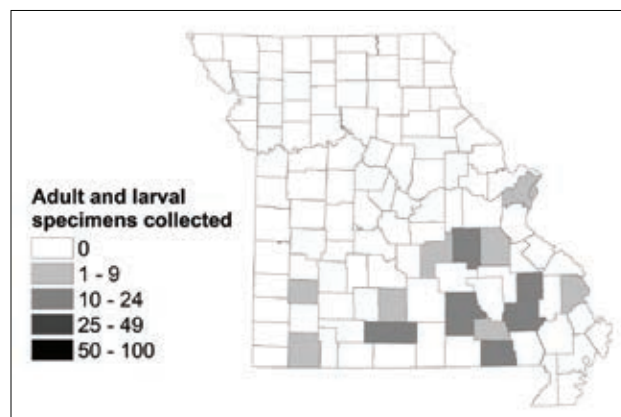 Adult and larval
specimens collected
0
1 - 9
10 - 24
25 - 49
50 - 100